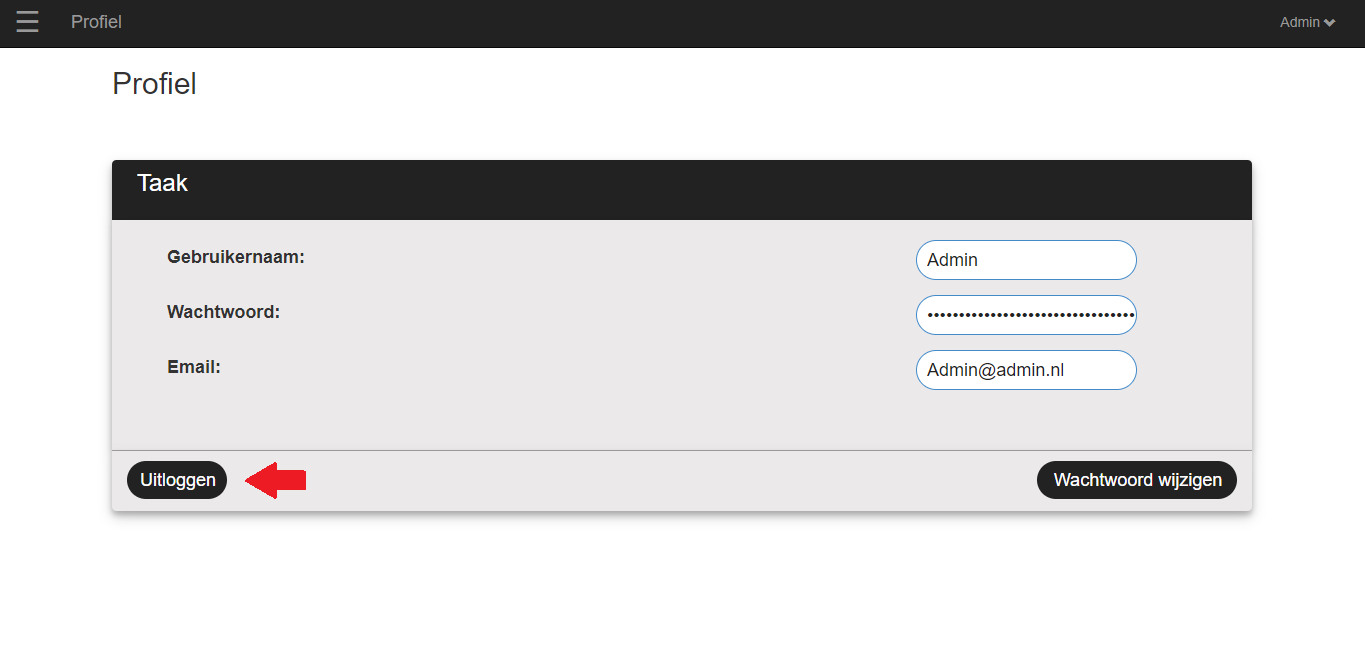 Profiel
Admin
Profiel
Taak
Gebruikernaam:
Admin
Wachtwoord:
•••••••••••••••••••••••••••••••••
Email:
Admin@admin.nl
Uitloggen
Wachtwoord wijzigen